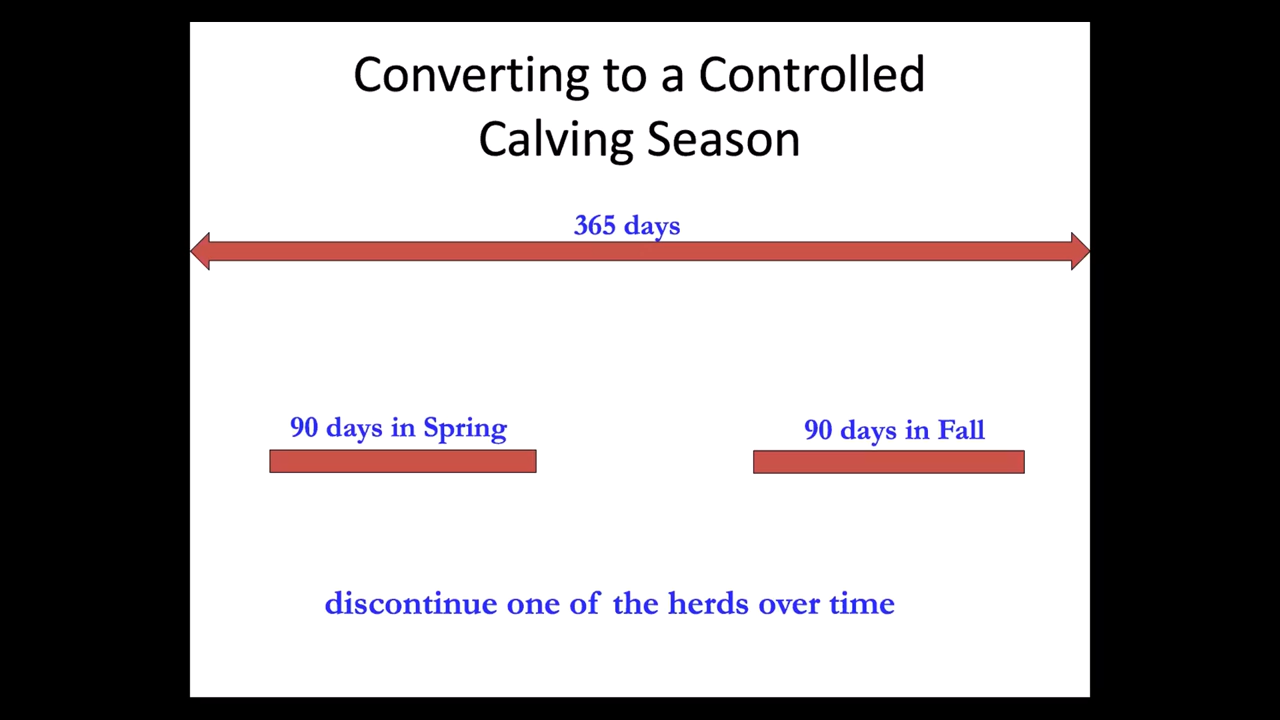 Converting to a Controlled
Calving Season
365 days
90 days in Spring
90 days in Fall
discontinue one of the herds over time